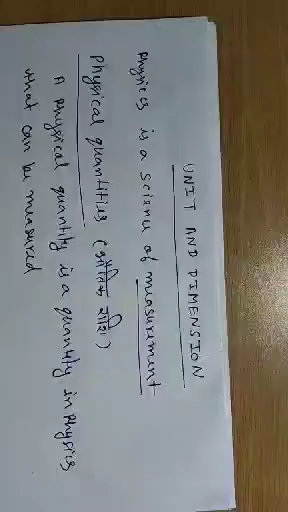 UNIT AND DIMENSION
Physics is a science of measurement
Physical quantities (भौतिक राशि)
A Physical quantity is a quantity in Physics
that can be measured